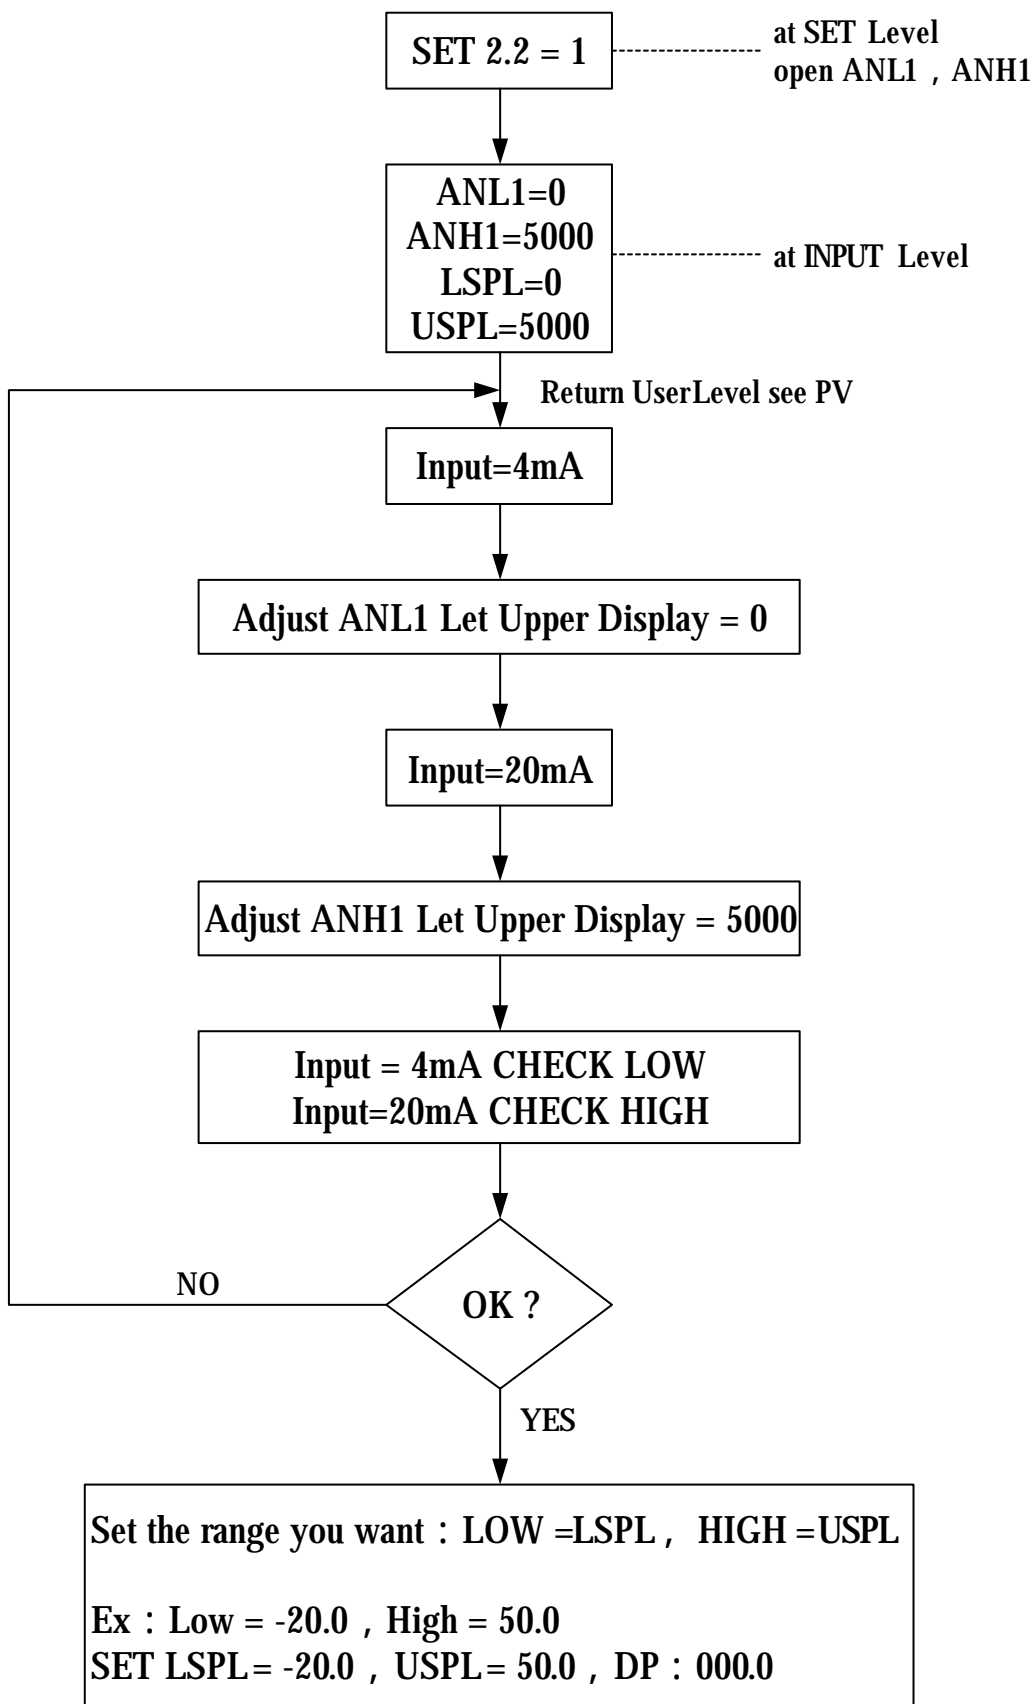 SET 2.2 = 1
at SET Level
open ANL1 , ANH1
ANL1=0
ANH1=5000
LSPL=0
USPL=5000
at INPUT Level
Return UserLevel see PV
Input=4mA
Adjust ANL1 Let Upper Display = 0
Input=20mA
Adjust ANH1 Let Upper Display = 5000
Input = 4mA CHECK LOW
Input=20mA CHECK HIGH
OK ?
NO
YES
Set the range you want : LOW =LSPL , HIGH =USPL
Ex : Low = -20.0 , High = 50.0
SET LSPL = -20.0 , USPL = 50.0 , DP : 000.0